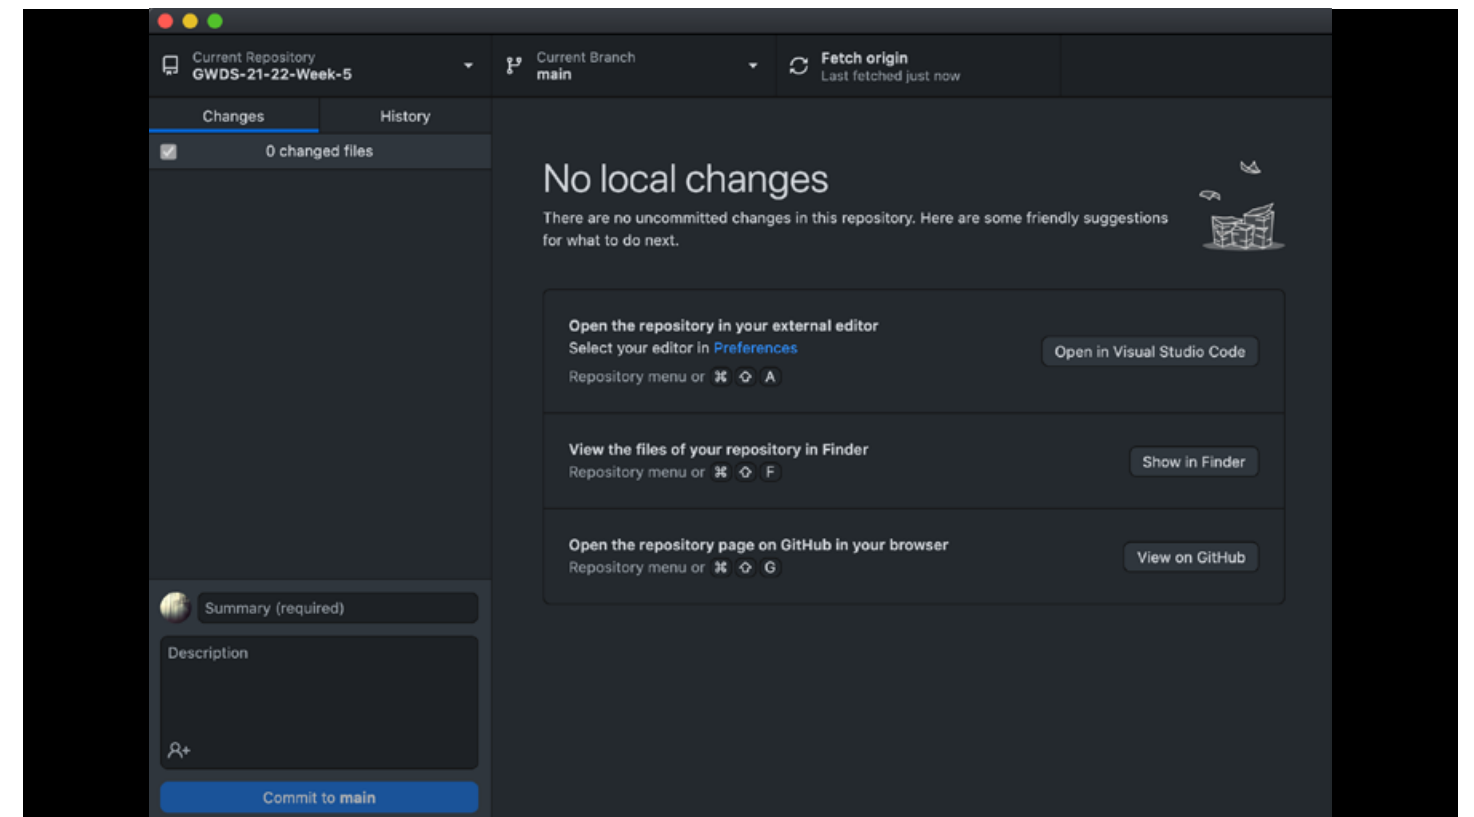 Current Repository
GWDS-21-22-Week-5
Current Branch
main
Fetch origin
Last fetched just now
Changes
History
0 changed files
No local changes
There are no uncommitted changes in this repository. Here are some friendly suggestions
for what to do next.
Open the repository in your external editor
Select your editor in Preferences
Repository menu or ⌘ ⇧ A
Open in Visual Studio Code
View the files of your repository in Finder
Repository menu or ⌘ ⇧ F
Show in Finder
Open the repository page on GitHub in your browser
Repository menu or ⌘ ⇧ G
View on GitHub
Summary (required)
Description
Commit to main